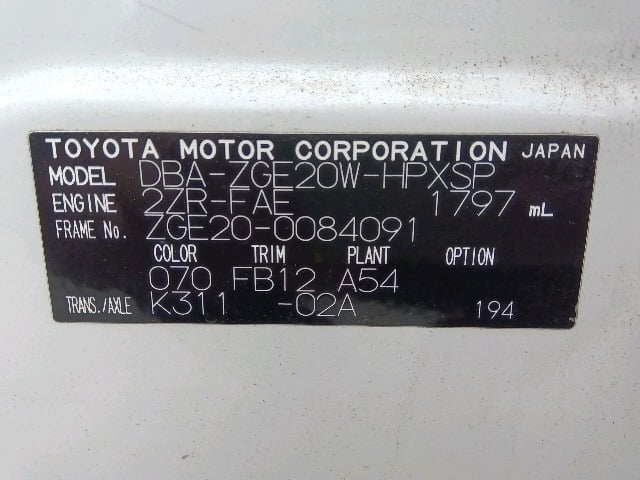 TOYOTA MOTOR CORPORATION JAPAN
MODEL DBA-ZGE20W-HPXSP
ENGINE 2ZR-FAE 1797 mL
FRAME No. ZGE20-0084091
COLOR TRIM PLANT OPTION
070 FB12 A54
TRANS./AXLE K311 -02A 194